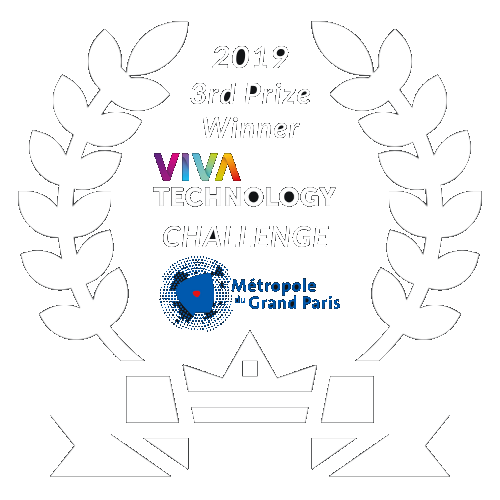 2019
3rd Prize
Winner
VIVA
TECHNOLOGY
CHALLENGE
Métropole
du Grand Paris